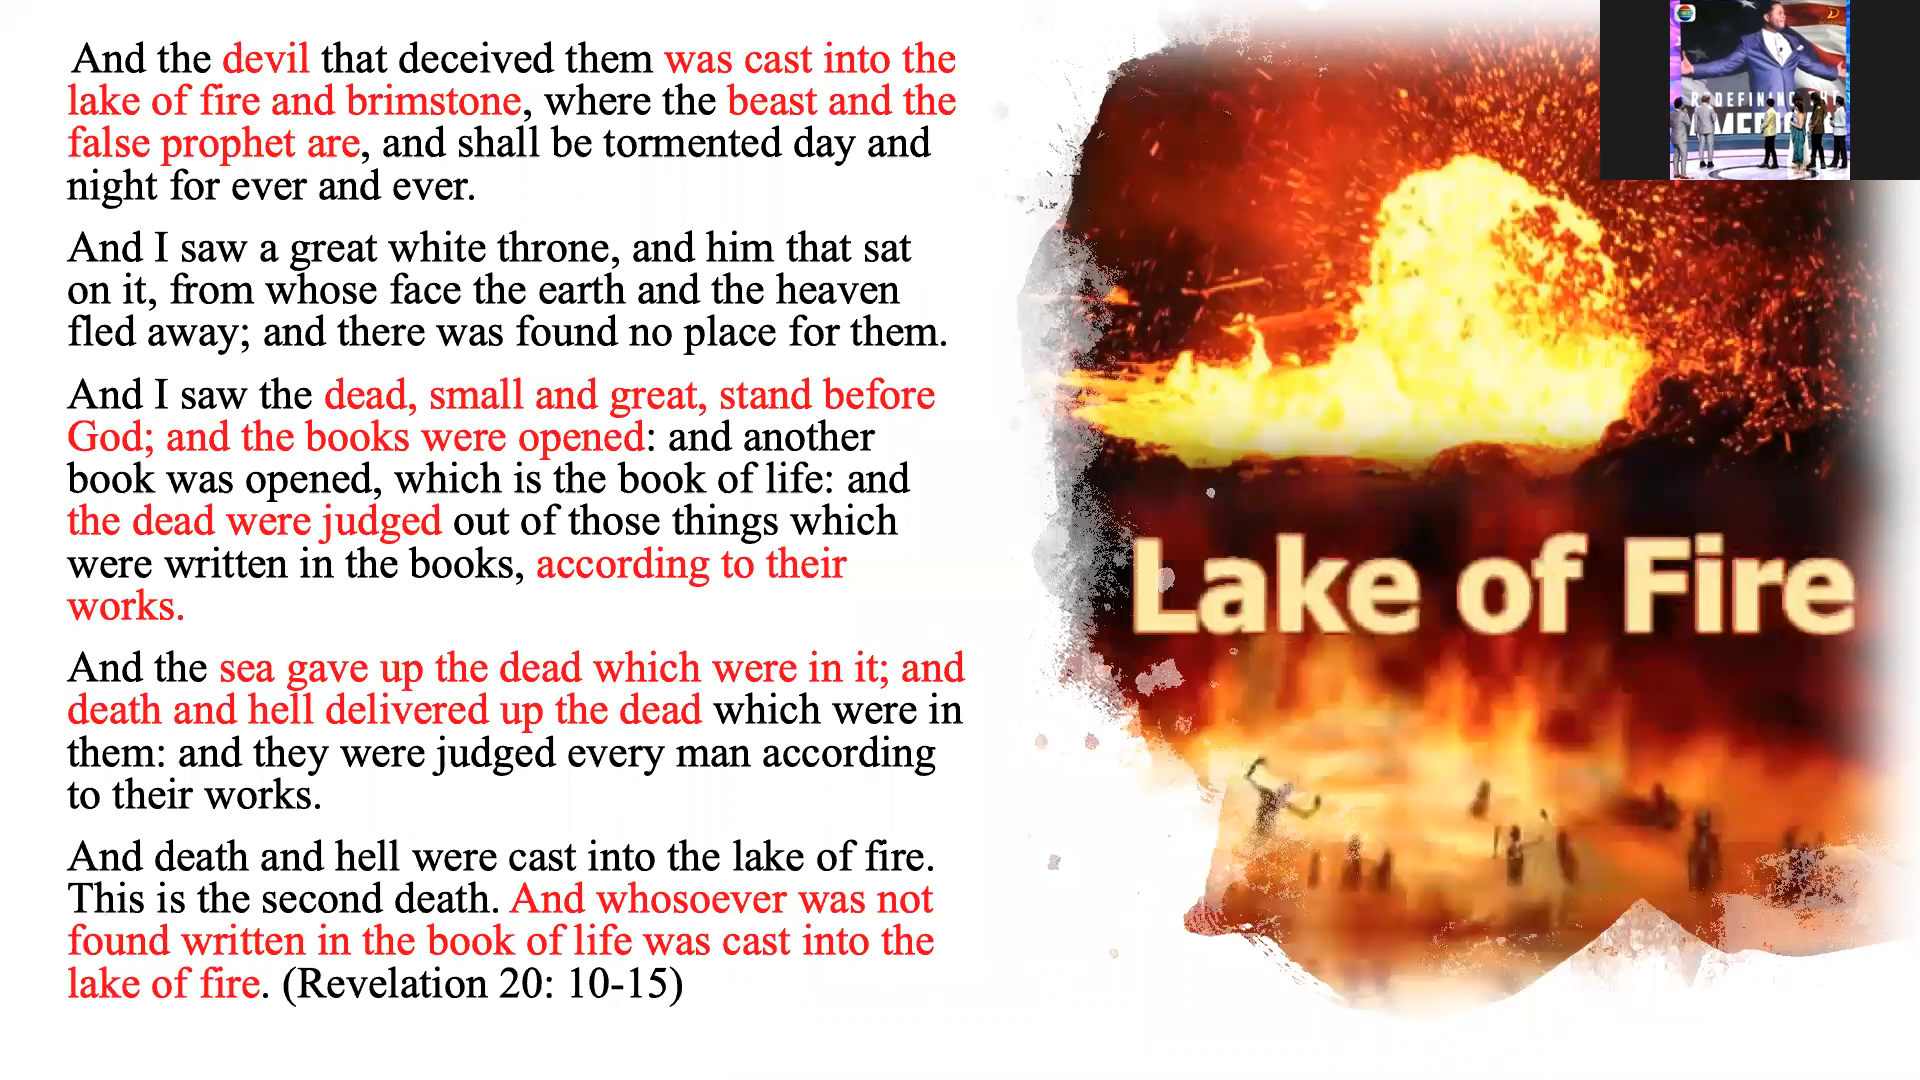 And the devil that deceived them was cast into the
lake of fire and brimstone, where the beast and the
false prophet are, and shall be tormented day and
night for ever and ever.
And I saw a great white throne, and him that sat
on it, from whose face the earth and the heaven
fled away; and there was found no place for them.
And I saw the dead, small and great, stand before
God; and the books were opened: and another
book was opened, which is the book of life: and
the dead were judged out of those things which
were written in the books, according to their
works.
And the sea gave up the dead which were in it; and
death and hell delivered up the dead which were in
them: and they were judged every man according
to their works.
And death and hell were cast into the lake of fire.
This is the second death. And whosoever was not
found written in the book of life was cast into the
lake of fire. (Revelation 20: 10-15)
Lake of Fire